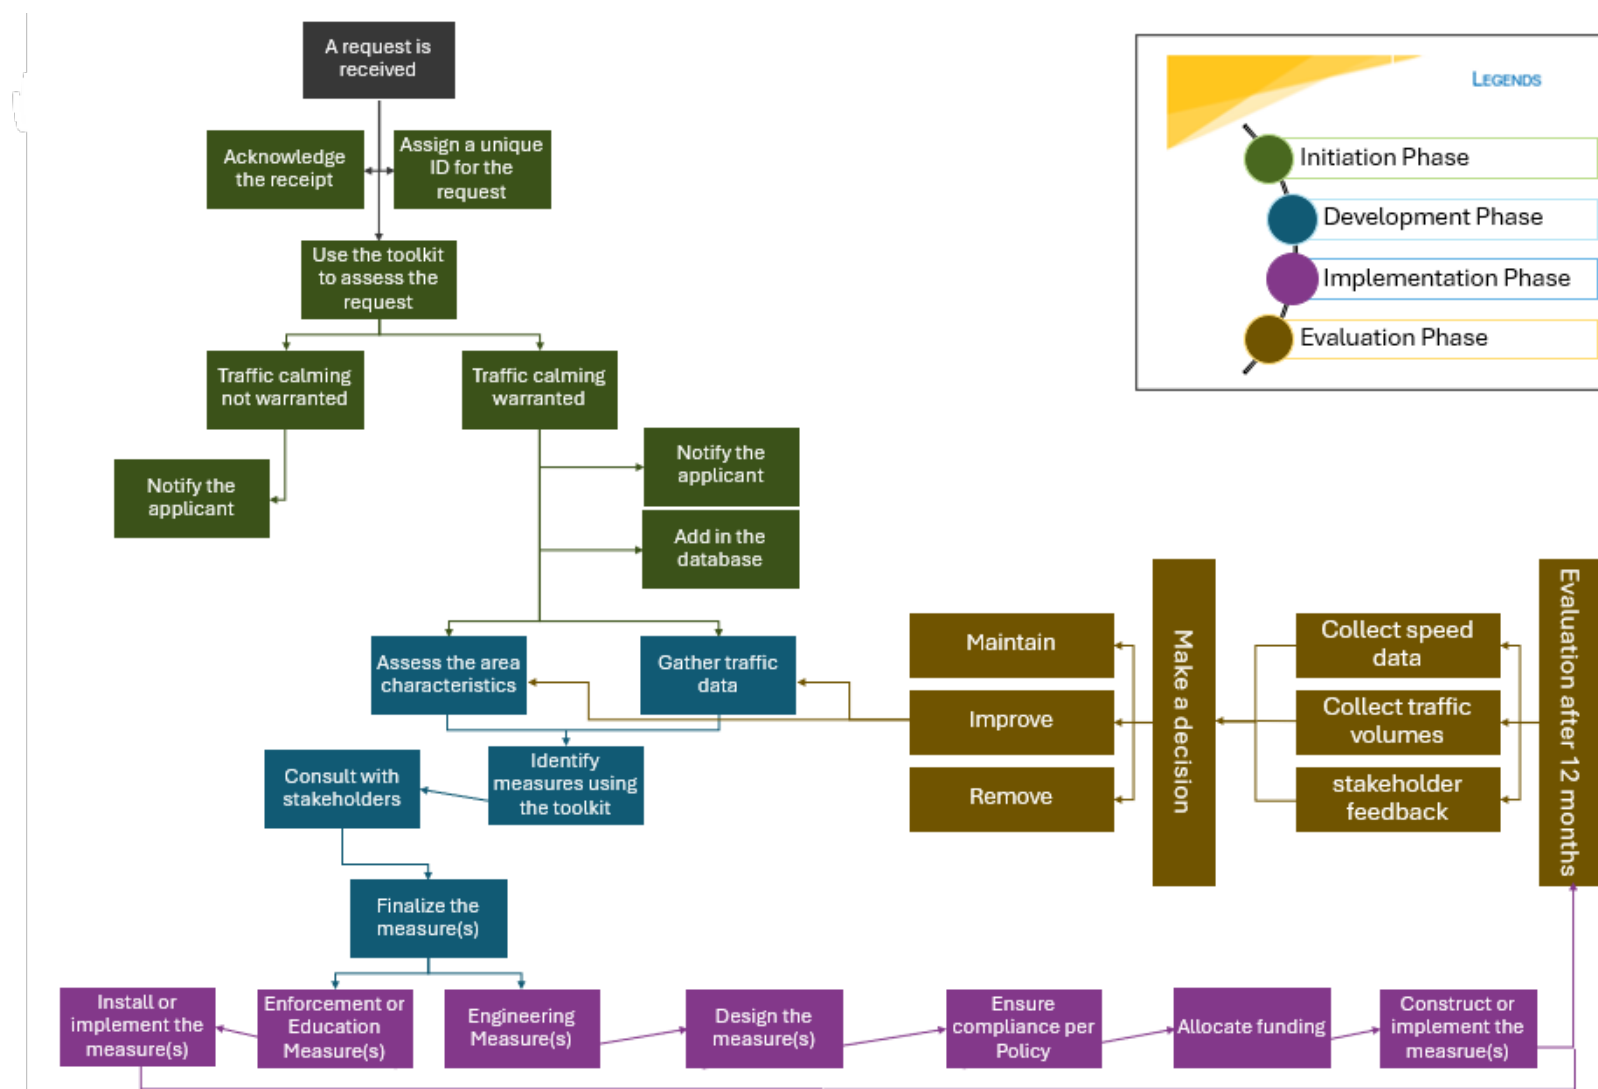 A request is
received
Acknowledge
the receipt
Assign a unique
ID for the
request
Use the toolkit
to assess the
request
Traffic calming
not warranted
Traffic calming
warranted
Notify the
applicant
Notify the
applicant
Add in the
database
Assess the area
characteristics
Gather traffic
data
Identify
measures using
the toolkit
Consult with
stakeholders
Finalize the
measure(s)
Install or
implement the
measure(s)
Enforcement or
Education
Measure(s)
Engineering
Measure(s)
Design the
measure(s)
Ensure
compliance per
Policy
Allocate funding
Construct or
implement the
measrue(s)
Evaluation after 12 months
Collect speed
data
Collect traffic
volumes
stakeholder
feedback
Make a decision
Maintain
Improve
Remove
LEGENDS
Initiation Phase
Development Phase
Implementation Phase
Evaluation Phase